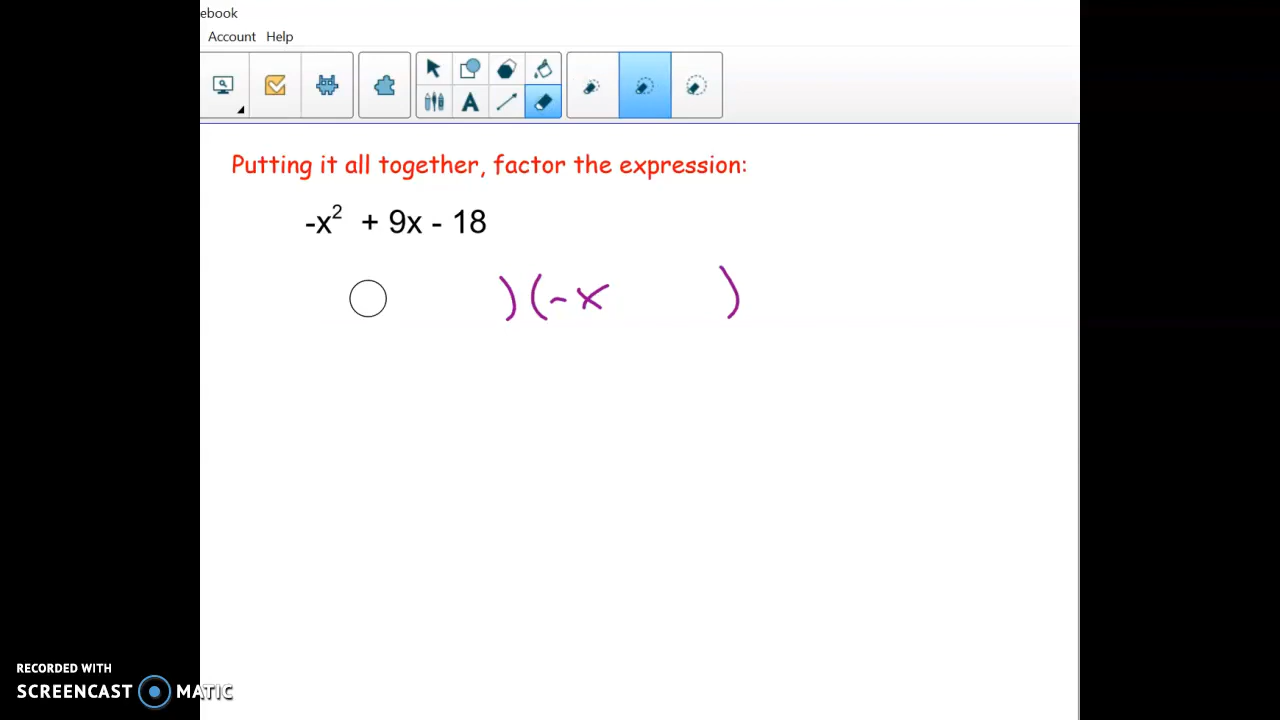 ebook
Account Help
Putting it all together, factor the expression:
-x² + 9x - 18
) (-x )
RECORDED WITH
SCREENCAST MATIC